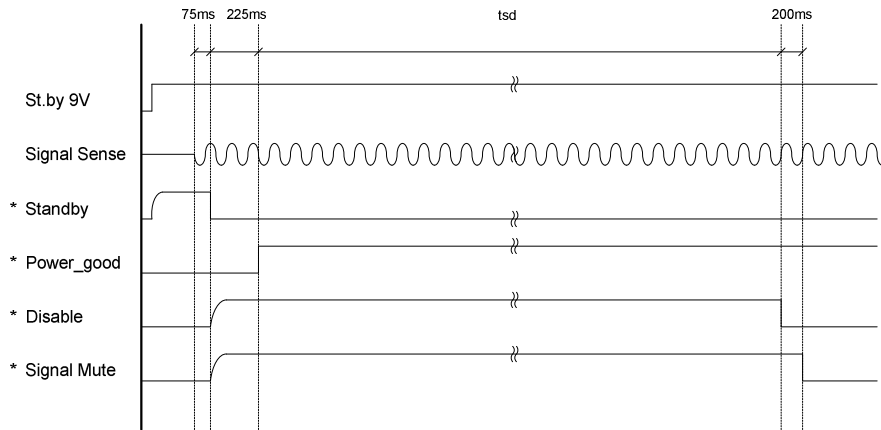 75ms 225ms tsd 200ms
St.by 9V
Signal Sense
* Standby
* Power_good
* Disable
* Signal Mute